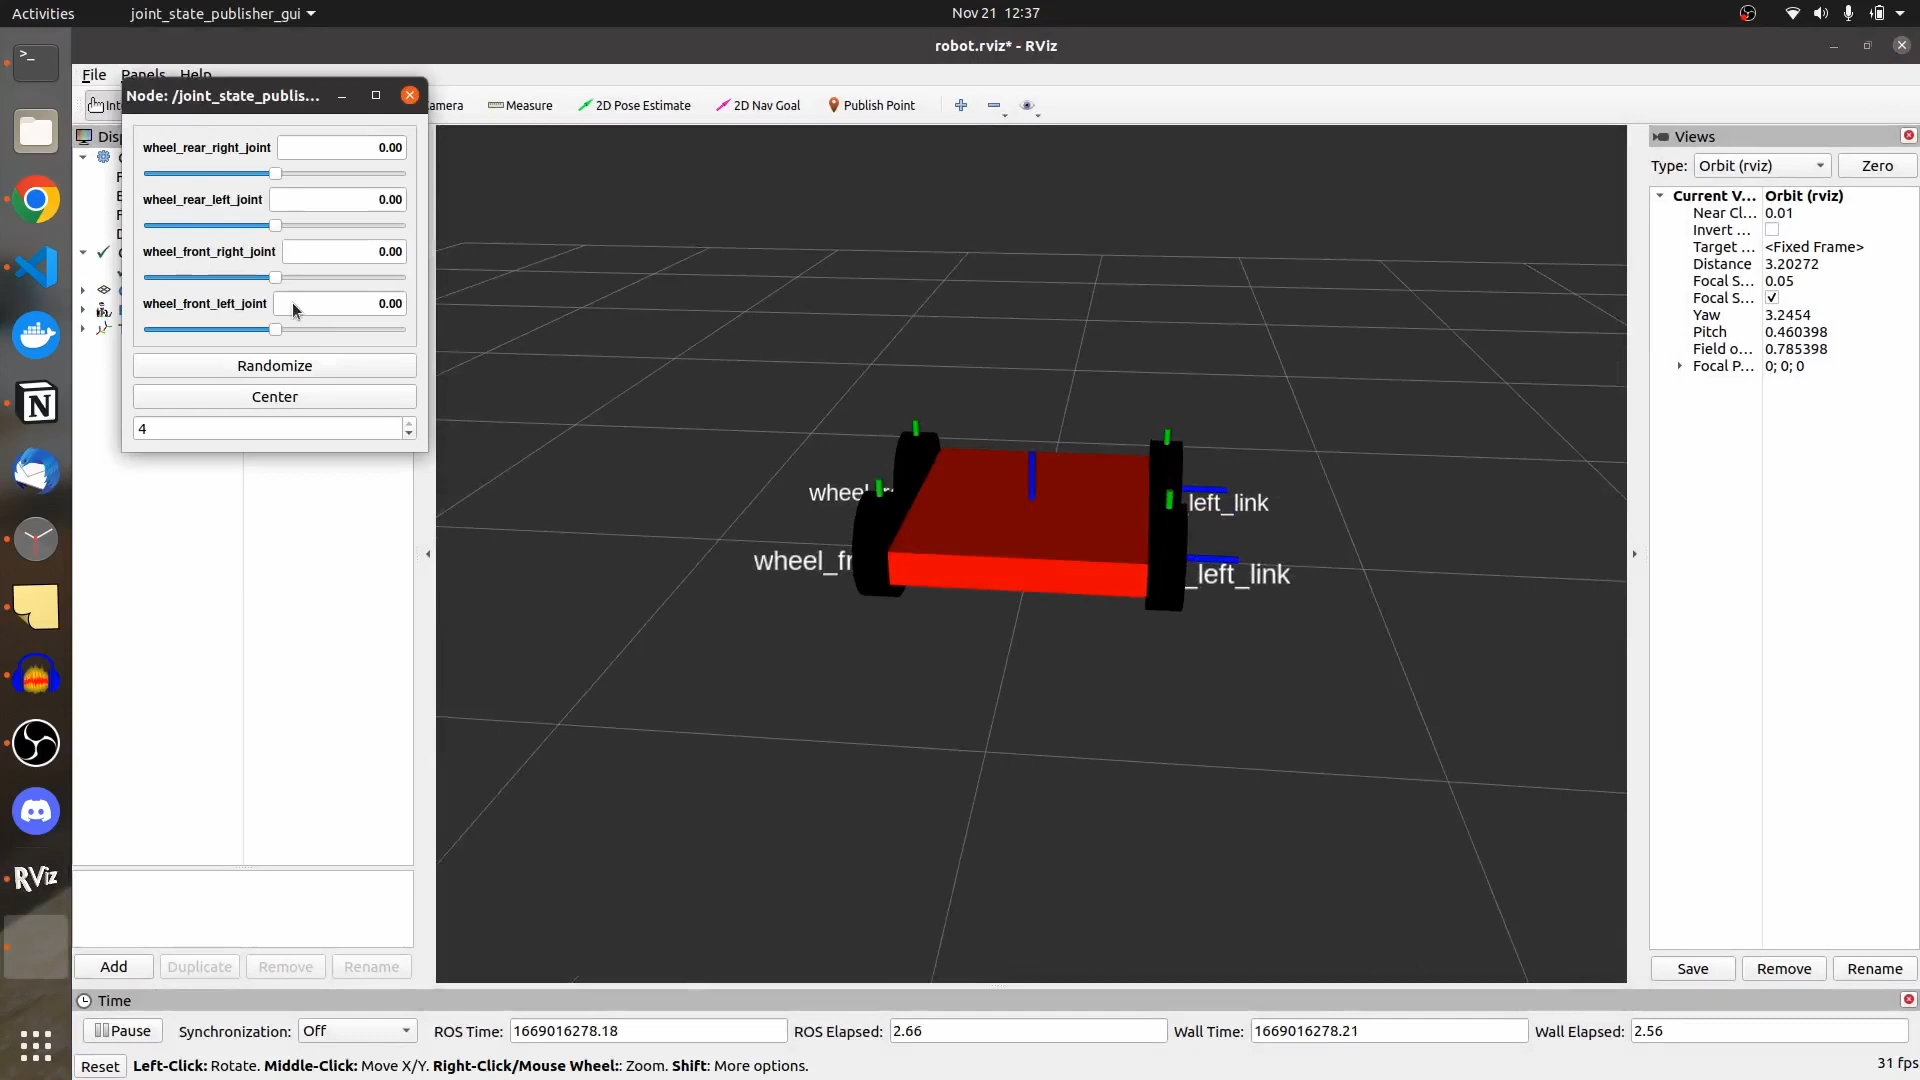 Activities
joint_state_publisher_gui
Nov 21 12:37
robot.rviz* - RViz
File Panels Help
Node: /joint_state_publis...
Measure
2D Pose Estimate
2D Nav Goal
Publish Point
wheel_rear_right_joint
0.00
wheel_rear_left_joint
0.00
wheel_front_right_joint
0.00
wheel_front_left_joint
0.00
Randomize
Center
4
wheel_r
left_link
wheel_fr
_left_link
Views
Type: Orbit (rviz) Zero
Current V... Orbit (rviz)
Near Cl... 0.01
Invert ...
Target ... <Fixed Frame>
Distance 3.20272
Focal S... 0.05
Focal S...
Yaw 3.2454
Pitch 0.460398
Field o... 0.785398
Focal P... 0; 0; 0
RViz
Add Duplicate Remove Rename
Save Remove Rename
Time
Pause Synchronization: Off ROS Time: 1669016278.18 ROS Elapsed: 2.66 Wall Time: 1669016278.21 Wall Elapsed: 2.56
Reset Left-Click: Rotate. Middle-Click: Move X/Y. Right-Click/Mouse Wheel:: Zoom. Shift: More options.
31 fps